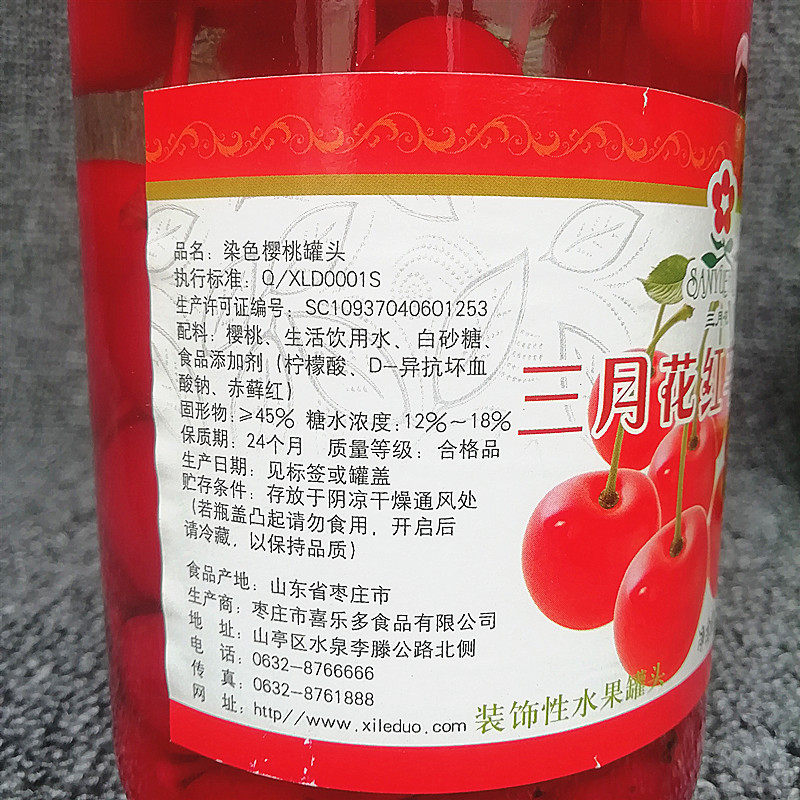 品名：染色樱桃罐头
执行标准：Q/XLD0001S
生产许可证编号：SC10937040601253
配料：樱桃、生活饮用水、白砂糖、
食品添加剂（柠檬酸、D-异抗坏血
酸钠、赤藓红）
固形物：≥45% 糖水浓度：12%～18%
保质期：24个月 质量等级：合格品
生产日期：见标签或罐盖
贮存条件：存放于阴凉干燥通风处
（若瓶盖凸起请勿食用，开启后
请冷藏，以保持品质）
食品产地：山东省枣庄市
生产商：枣庄市喜乐多食品有限公司
地 址：山亭区水泉李滕公路北侧
电 话：0632-8766666
传 真：0632-8761888
网 址：http//www.xileduo.com
SANYUE
三月
三月花红
装饰性水果罐头